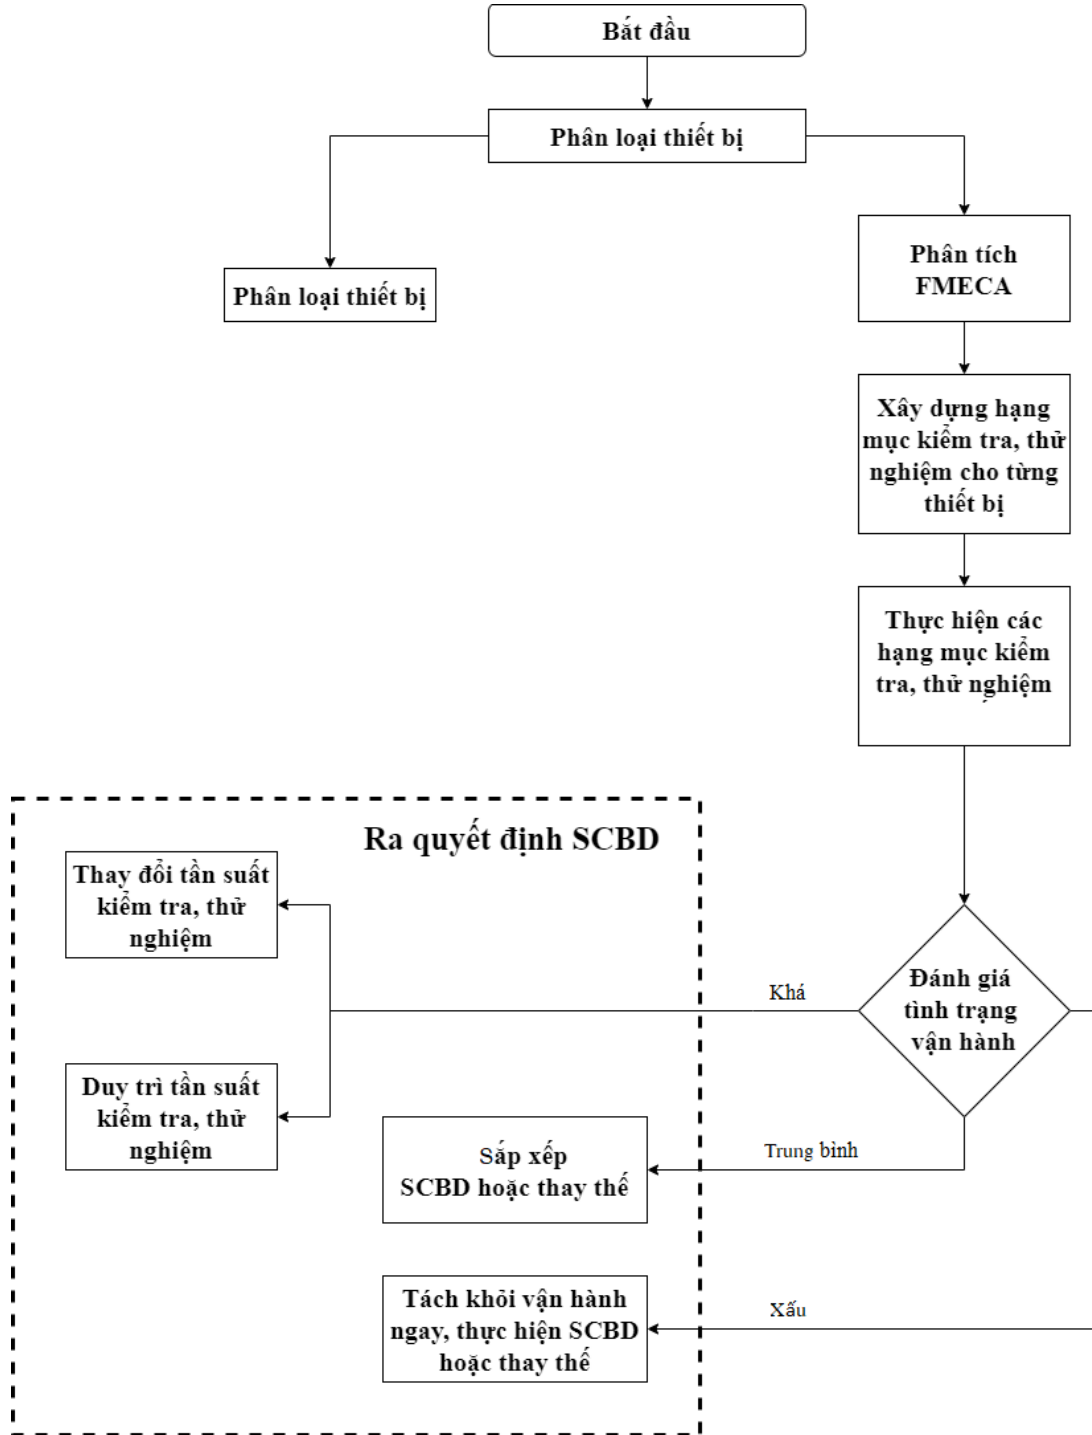 Bắt đầu
Phân loại thiết bị
Phân tích
FMECA
Phân loại thiết bị
Xây dựng hạng
mục kiểm tra, thử
nghiệm cho từng
thiết bị
Thực hiện các
hạng mục kiểm
tra, thử nghiệm
Ra quyết định SCBD
Thay đổi tần suất
kiểm tra, thử
nghiệm
Đánh giá
tình trạng
vận hành
Khá
Duy trì tần suất
kiểm tra, thử
nghiệm
Trung bình
Sắp xếp
SCBD hoặc thay thế
Xấu
Tách khỏi vận hành
ngay, thực hiện SCBD
hoặc thay thế